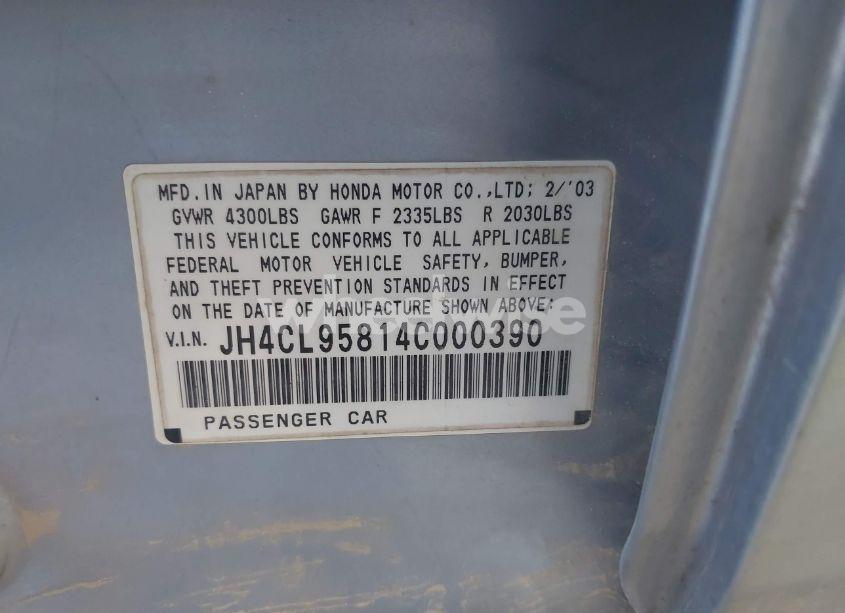 MFD. IN JAPAN BY HONDA MOTOR CO.,LTD; 2/'03
GVWR 4300LBS GAWR F 2335LBS R 2030LBS
THIS VEHICLE CONFORMS TO ALL APPLICABLE
FEDERAL MOTOR VEHICLE SAFETY, BUMPER,
AND THEFT PREVENTION STANDARDS IN EFFECT
ON THE DATE OF MANUFACTURE SHOWN ABOVE;
wheelwise
V.I.N. JH4CL95814C000390
PASSENGER CAR